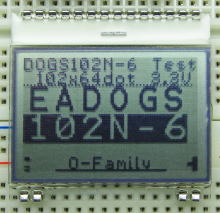 DOGS102N-6 Test
102x64dot 3.3V
EADOGS
102N-6
O-Family